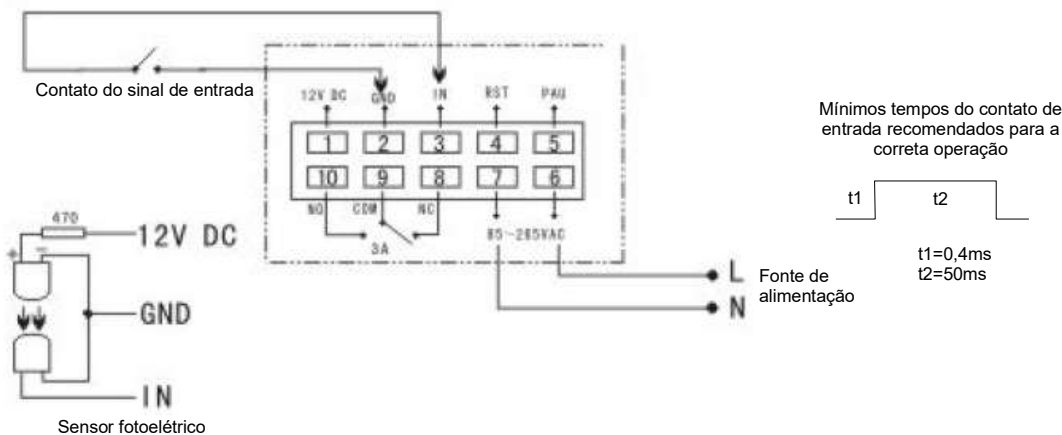 Contato do sinal de entrada
12V DC GND IN RST PAU
1 2 3 4 5
10 9 8 7 6
NO COM NC
3A
85~265VAC
L
N
Fonte de
alimentação
Mínimos tempos do contato de
entrada recomendados para a
correta operação
t1 t2
t1=0,4ms
t2=50ms
470
12V DC
+ -
GND
IN
Sensor fotoelétrico